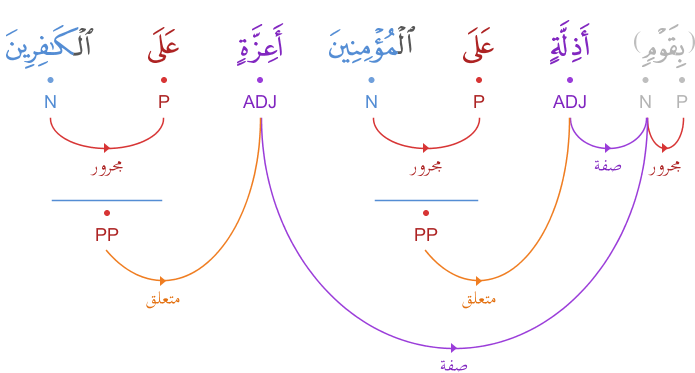 (بِقَوْمٍ) أَذِلَّةٍ عَلَى ٱلْمُؤْمِنِينَ أَعِزَّةٍ عَلَى ٱلْكَـٰفِرِينَ
N P ADJ N P ADJ N P
مجرور صفة مجرور مجرور
PP PP
متعلق متعلق
صفة